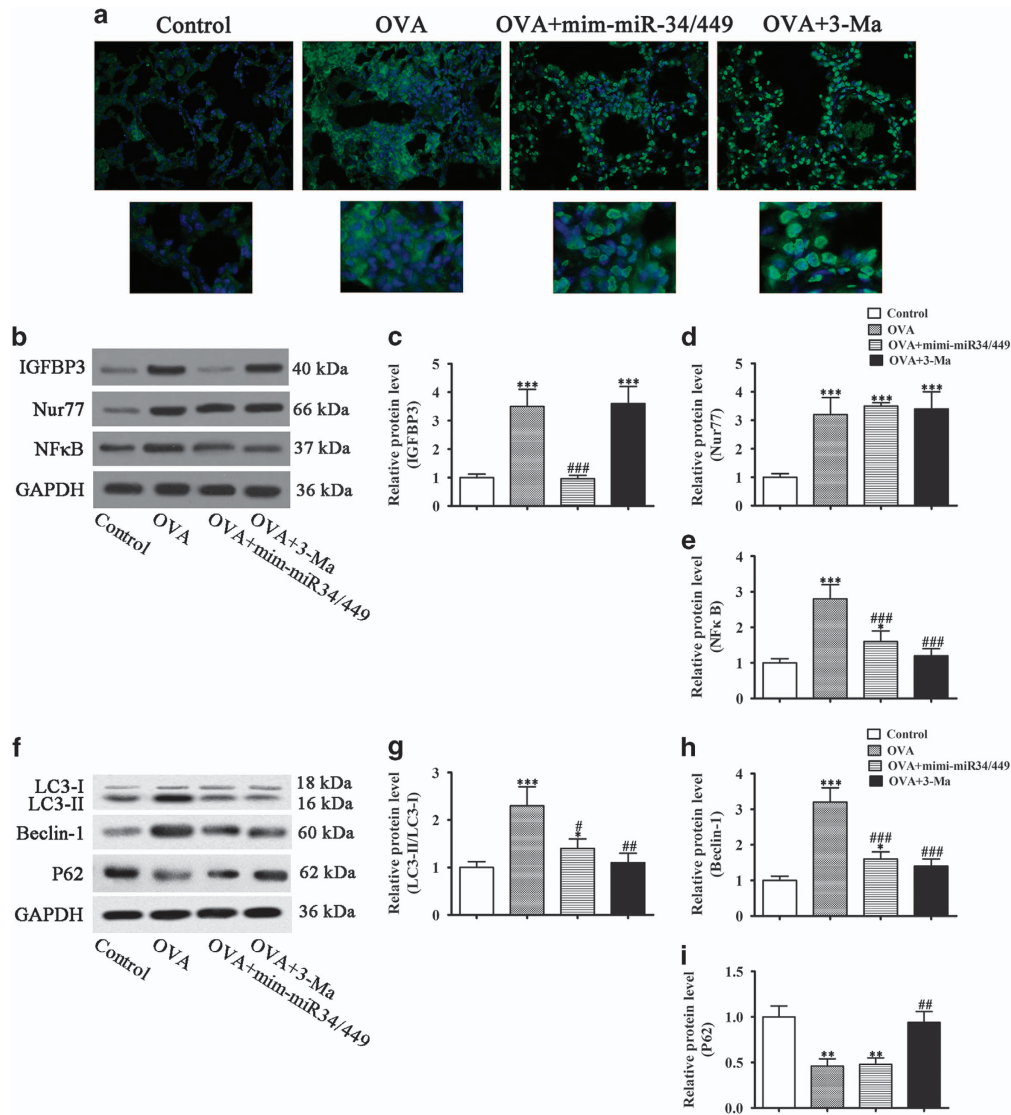 a
Control OVA OVA+mim-miR-34/449 OVA+3-Ma
b
IGFBP3 40 kDa
Nur77 66 kDa
NFκB 37 kDa
GAPDH 36 kDa
Control OVA OVA+mim-miR34/449 OVA+3-Ma
c
Relative protein level
(IGFBP3)
5
4
3
2
1
0
*** ### ***
d
Control
OVA
OVA+mimi-miR34/449
OVA+3-Ma
Relative protein level
(Nur77)
5
4
3
2
1
0
*** *** ***
e
Relative protein level
(NFκ B)
4
3
2
1
0
*** ### ###
*
f
LC3-I 18 kDa
LC3-II 16 kDa
Beclin-1 60 kDa
P62 62 kDa
GAPDH 36 kDa
Control OVA OVA+mim-miR34/449 OVA+3-Ma
g
Relative protein level
(LC3-II/LC3-I)
3
2
1
0
*** # ##
*
h
Control
OVA
OVA+mimi-miR34/449
OVA+3-Ma
Relative protein level
(Beclin-1)
4
3
2
1
0
*** ### ###
*
i
Relative protein level
(P62)
1.5
1.0
0.5
0.0
** ** ##